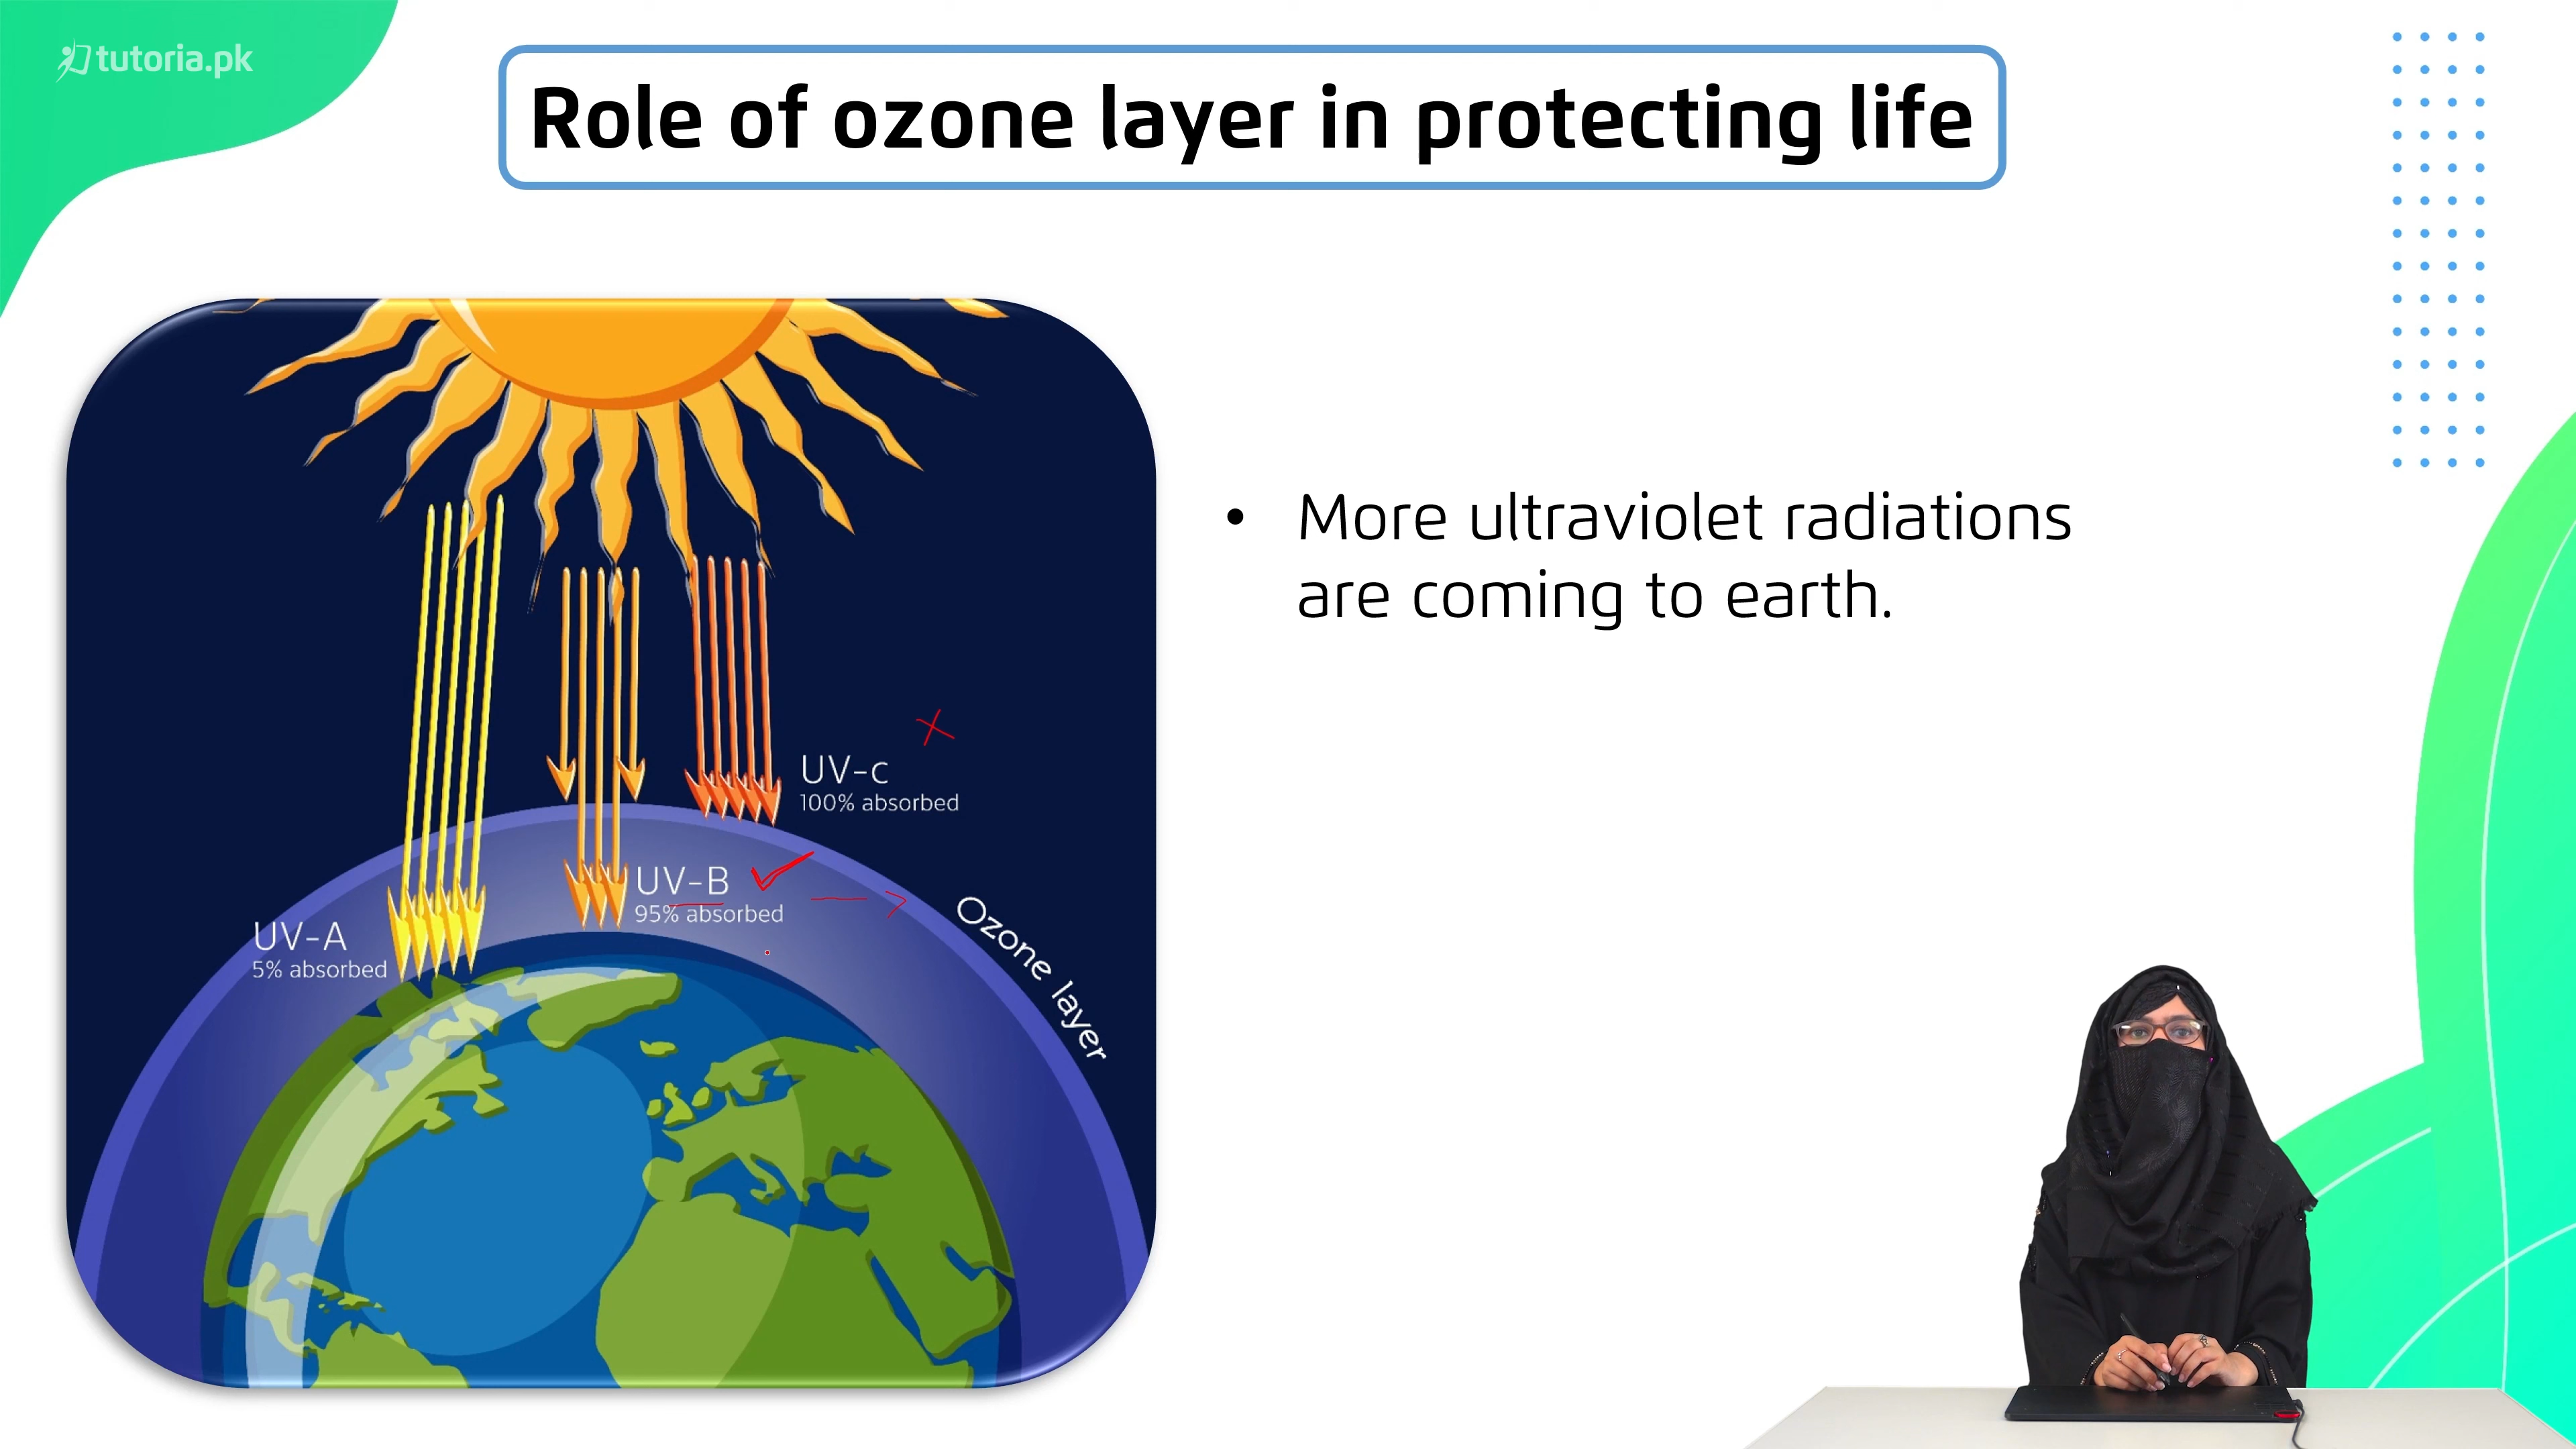 tutoria.pk
Role of ozone layer in protecting life
• More ultraviolet radiations
are coming to earth.
UV-c
100% absorbed
UV-B
95% absorbed
UV-A
5% absorbed
Ozone layer